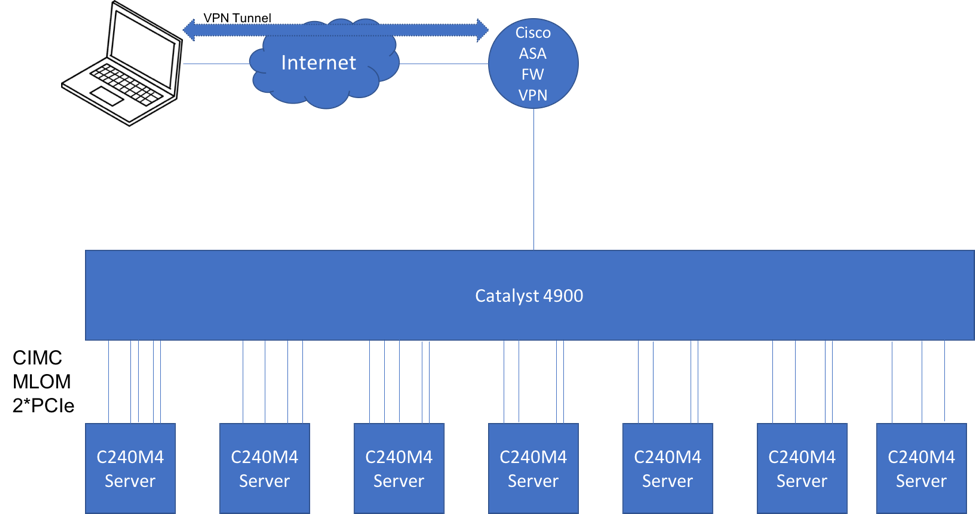 VPN Tunnel
Internet
Cisco
ASA
FW
VPN
Catalyst 4900
CIMC
MLOM
2*PCIe
C240M4
Server
C240M4
Server
C240M4
Server
C240M4
Server
C240M4
Server
C240M4
Server
C240M4
Server